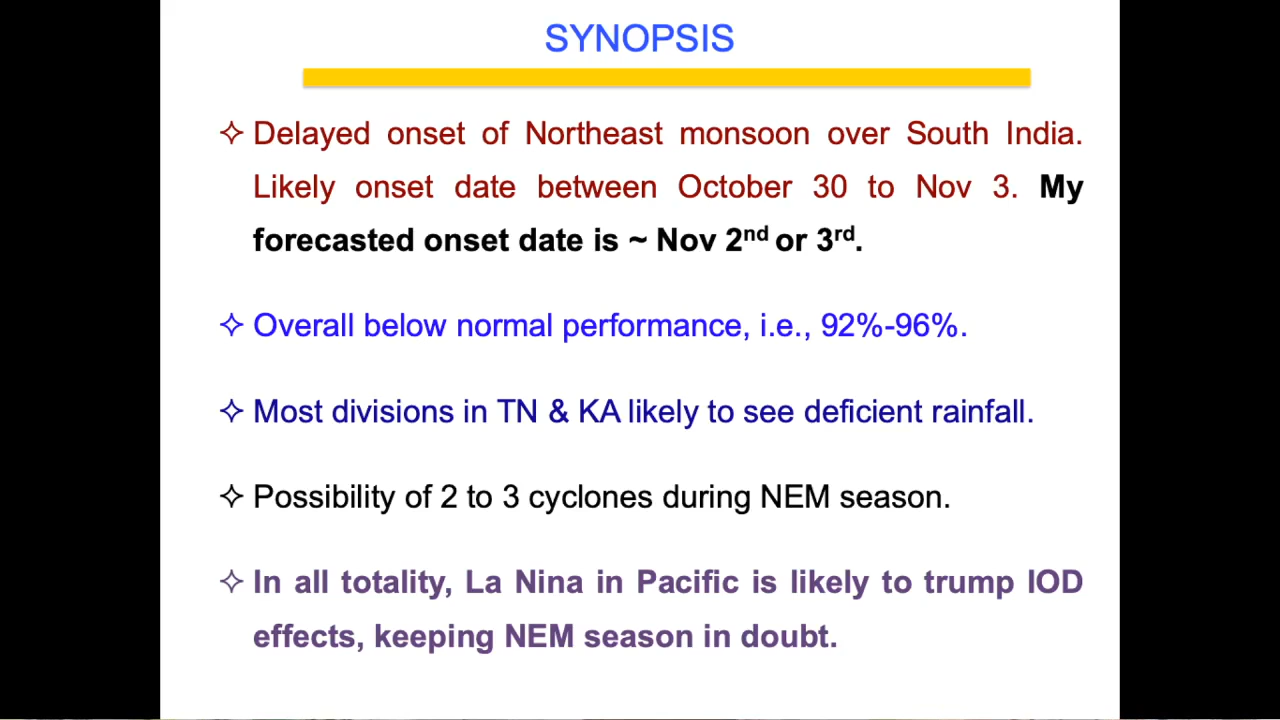 SYNOPSIS
✧ Delayed onset of Northeast monsoon over South India.
Likely onset date between October 30 to Nov 3. My
forecasted onset date is ~ Nov 2nd or 3rd.
✧ Overall below normal performance, i.e., 92%-96%.
✧ Most divisions in TN & KA likely to see deficient rainfall.
✧ Possibility of 2 to 3 cyclones during NEM season.
✧ In all totality, La Nina in Pacific is likely to trump IOD
effects, keeping NEM season in doubt.